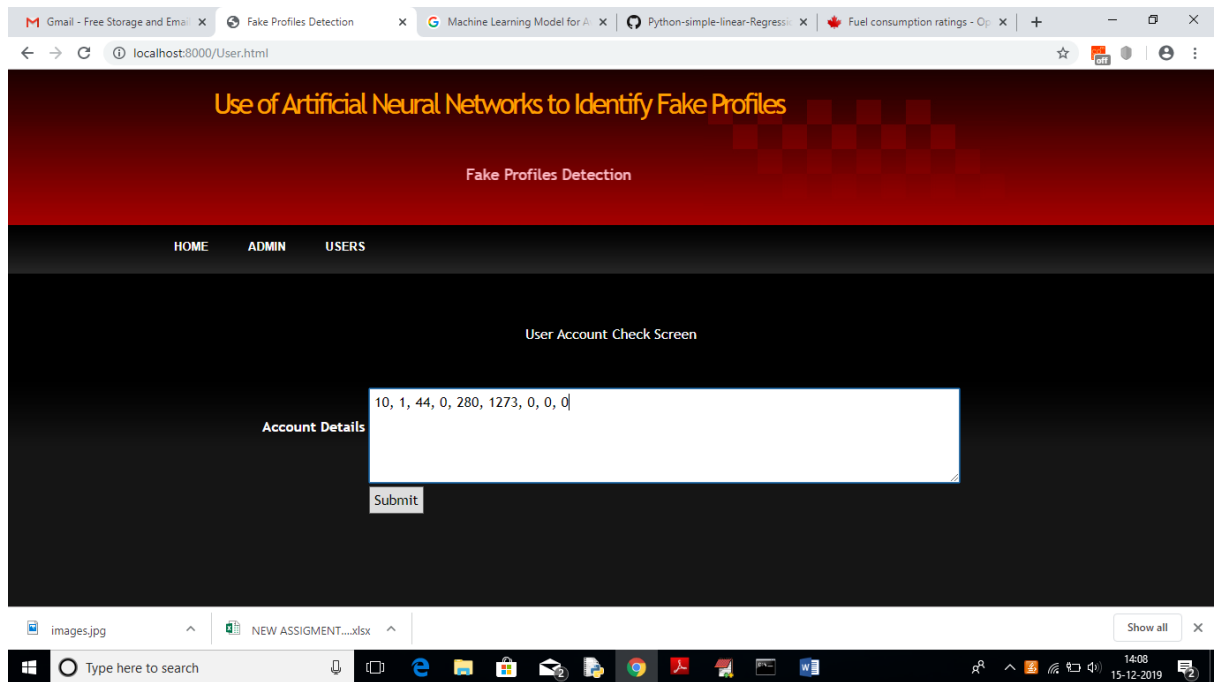 Gmail - Free Storage and Emai
Fake Profiles Detection
Machine Learning Model for A
Python-simple-linear-Regressi
Fuel consumption ratings - Op
localhost:8000/User.html
off
Use of Artificial Neural Networks to Identify Fake Profiles
Fake Profiles Detection
HOME ADMIN USERS
User Account Check Screen
10, 1, 44, 0, 280, 1273, 0, 0, 0
Account Details
Submit
images.jpg
NEW ASSIGMENT....xlsx
Show all
Type here to search
14:08
15-12-2019